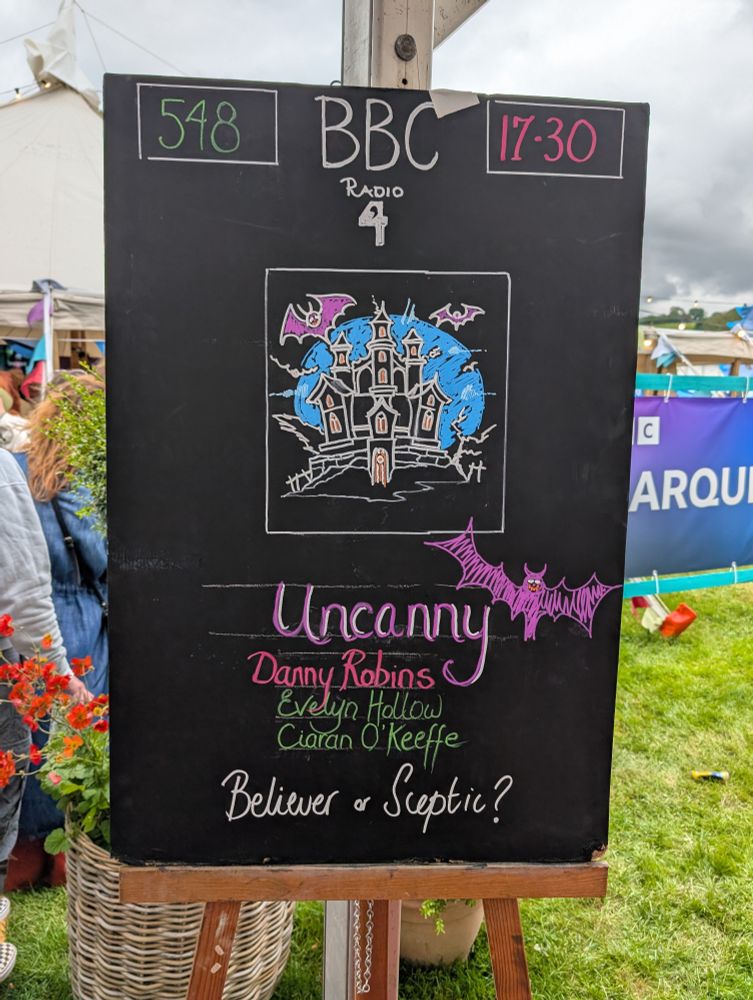 548
BBC
17·30
RADIO
4
Uncanny
Danny Robins
Evelyn Hollow
Ciaran O'Keeffe
Believer or Sceptic?
C
ARQU